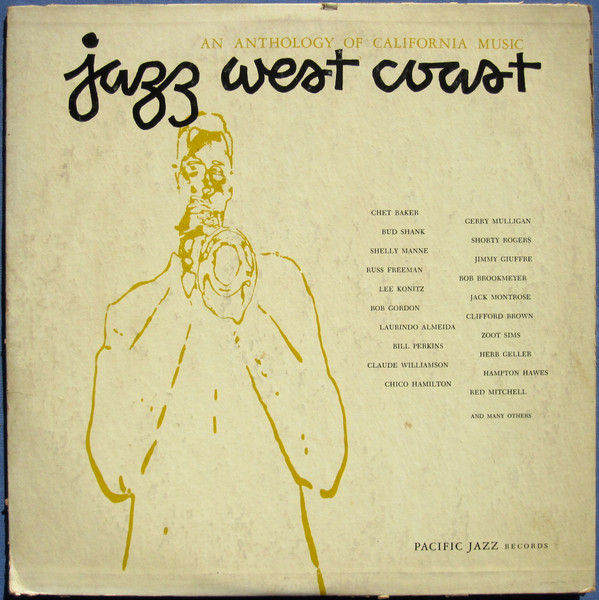 AN ANTHOLOGY OF CALIFORNIA MUSIC
jazz west coast
CHET BAKER
BUD SHANK
SHELLY MANNE
RUSS FREEMAN
LEE KONITZ
BOB GORDON
LAURINDO ALMEIDA
BILL PERKINS
CLAUDE WILLIAMSON
CHICO HAMILTON
GERRY MULLIGAN
SHORTY ROGERS
JIMMY GIUFFRE
BOB BROOKMEYER
JACK MONTROSE
CLIFFORD BROWN
ZOOT SIMS
HERB GELLER
HAMPTON HAWES
RED MITCHELL
AND MANY OTHERS
PACIFIC JAZZ RECORDS